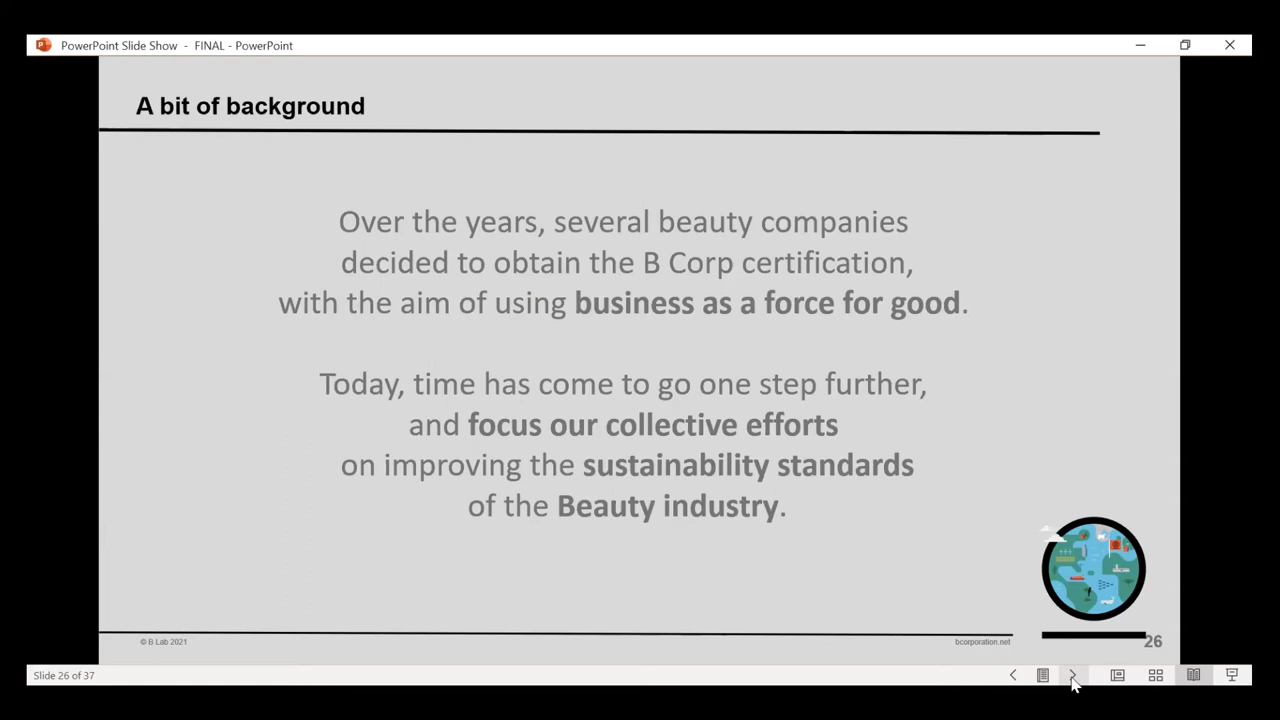 PowerPoint Slide Show - FINAL - PowerPoint
A bit of background
Over the years, several beauty companies
decided to obtain the B Corp certification,
with the aim of using business as a force for good.
Today, time has come to go one step further,
and focus our collective efforts
on improving the sustainability standards
of the Beauty industry.
© B Lab 2021
bcorporation.net
26
Slide 26 of 37